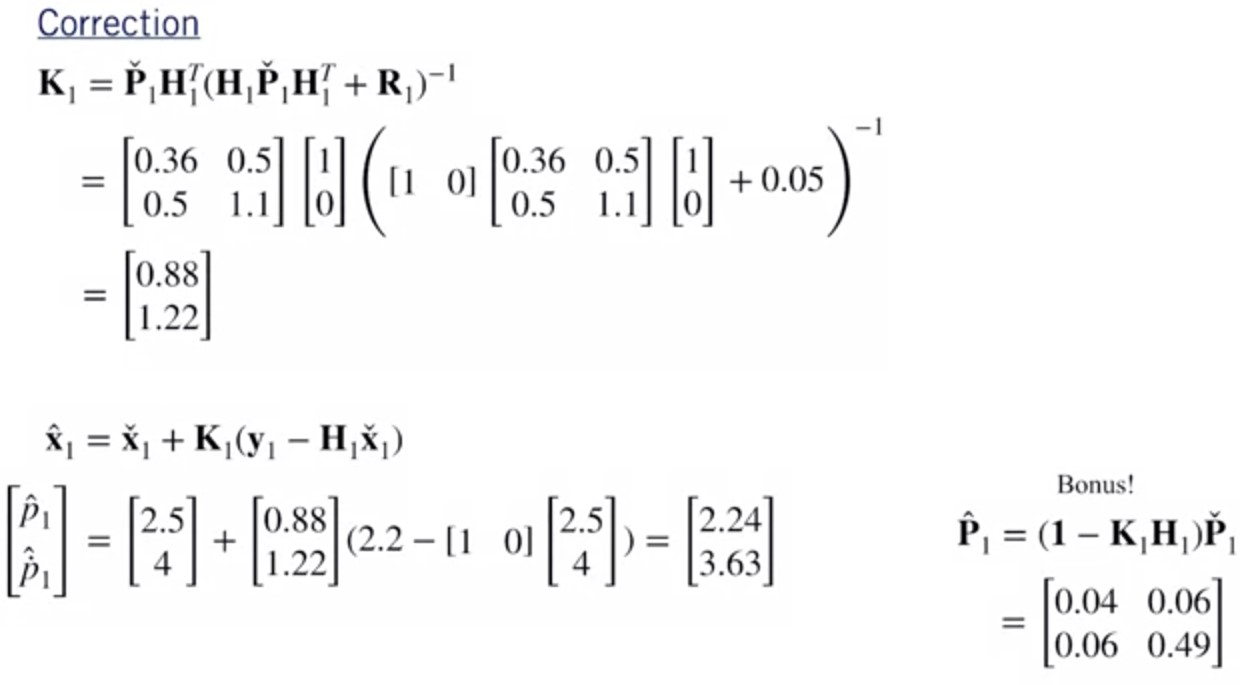 Correction
K₁ = P̌₁H₁ᵀ(H₁P̌₁H₁ᵀ + R₁)⁻¹
= [0.36 0.5; 0.5 1.1] [1; 0] ([1 0] [0.36 0.5; 0.5 1.1] [1; 0] + 0.05)⁻¹
= [0.88; 1.22]
x̂₁ = x̌₁ + K₁(y₁ − H₁x̌₁)
[p̂₁; ṗ̂₁] = [2.5; 4] + [0.88; 1.22] (2.2 − [1 0] [2.5; 4]) = [2.24; 3.63]
Bonus!
P̂₁ = (1 − K₁H₁)P̌₁
= [0.04 0.06; 0.06 0.49]